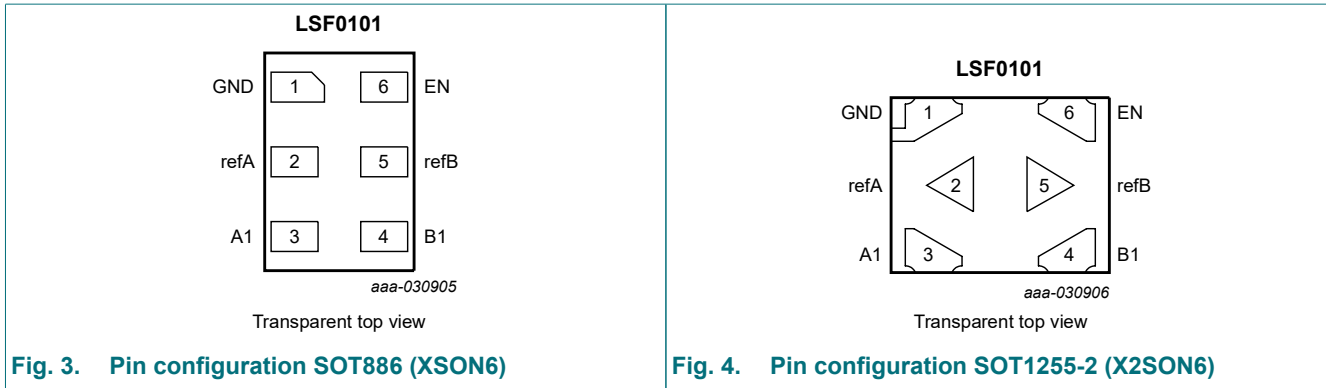 LSF0101
GND 1 6 EN
refA 2 5 refB
A1 3 4 B1
aaa-030905
Transparent top view
Fig. 3. Pin configuration SOT886 (XSON6)
LSF0101
GND 1 6 EN
refA 2 5 refB
A1 3 4 B1
aaa-030906
Transparent top view
Fig. 4. Pin configuration SOT1255-2 (X2SON6)